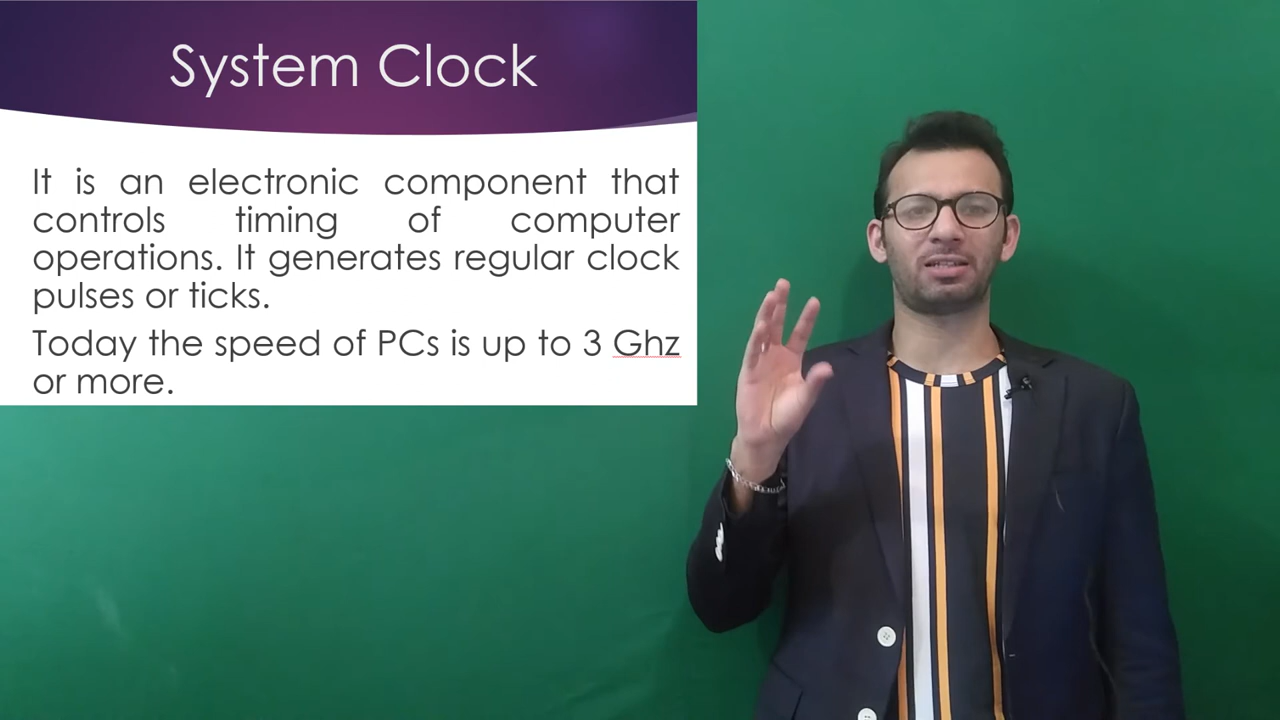 System Clock
It is an electronic component that
controls timing of computer
operations. It generates regular clock
pulses or ticks.
Today the speed of PCs is up to 3 Ghz
or more.